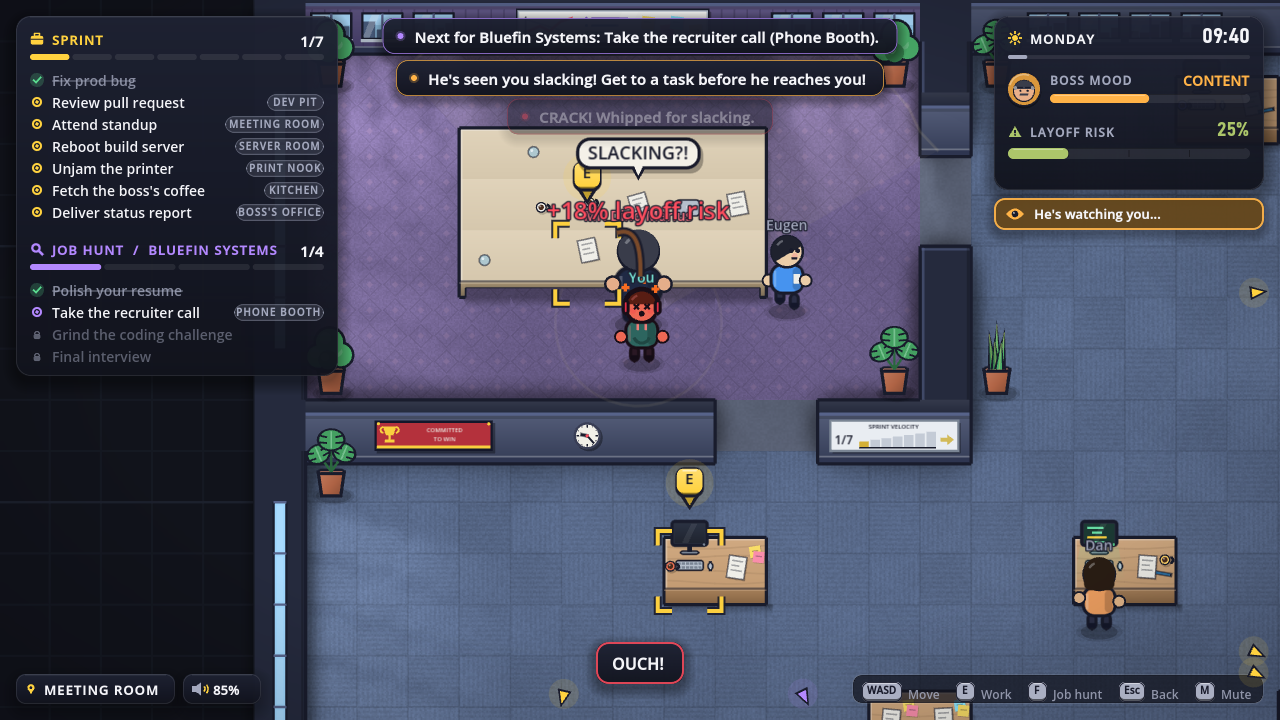 SPRINT 1/7
Fix prod bug
Review pull request DEV PIT
Attend standup MEETING ROOM
Reboot build server SERVER ROOM
Unjam the printer PRINT NOOK
Fetch the boss's coffee KITCHEN
Deliver status report BOSS'S OFFICE
JOB HUNT / BLUEFIN SYSTEMS 1/4
Polish your resume
Take the recruiter call PHONE BOOTH
Grind the coding challenge
Final interview
Next for Bluefin Systems: Take the recruiter call (Phone Booth).
He's seen you slacking! Get to a task before he reaches you!
CRACK! Whipped for slacking.
MONDAY 09:40
BOSS MOOD CONTENT
LAYOFF RISK 25%
He's watching you...
SLACKING?!
E
+18% layoff risk
Eugen
You
COMMITTED
TO WIN
SPRINT VELOCITY
1/7
E
Dan
OUCH!
MEETING ROOM
85%
WASD Move E Work F Job hunt Esc Back M Mute